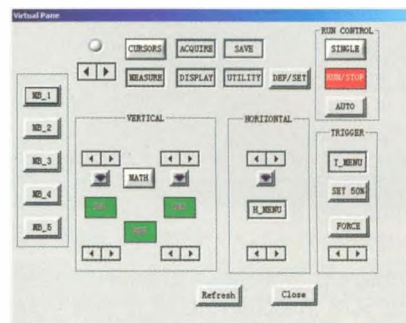 Virtual Pane
RUN CONTROL
CURSORS ACQUIRE SAVE SINGLE
MEASURE DISPLAY UTILITY DEF/SET RUN/STOP
AUTO
MB_1
MB_2
MB_3
MB_4
MB_5
VERTICAL
MATH
HORIZONTAL
H_MENU
TRIGGER
T_MENU
SET 50%
FORCE
Refresh Close